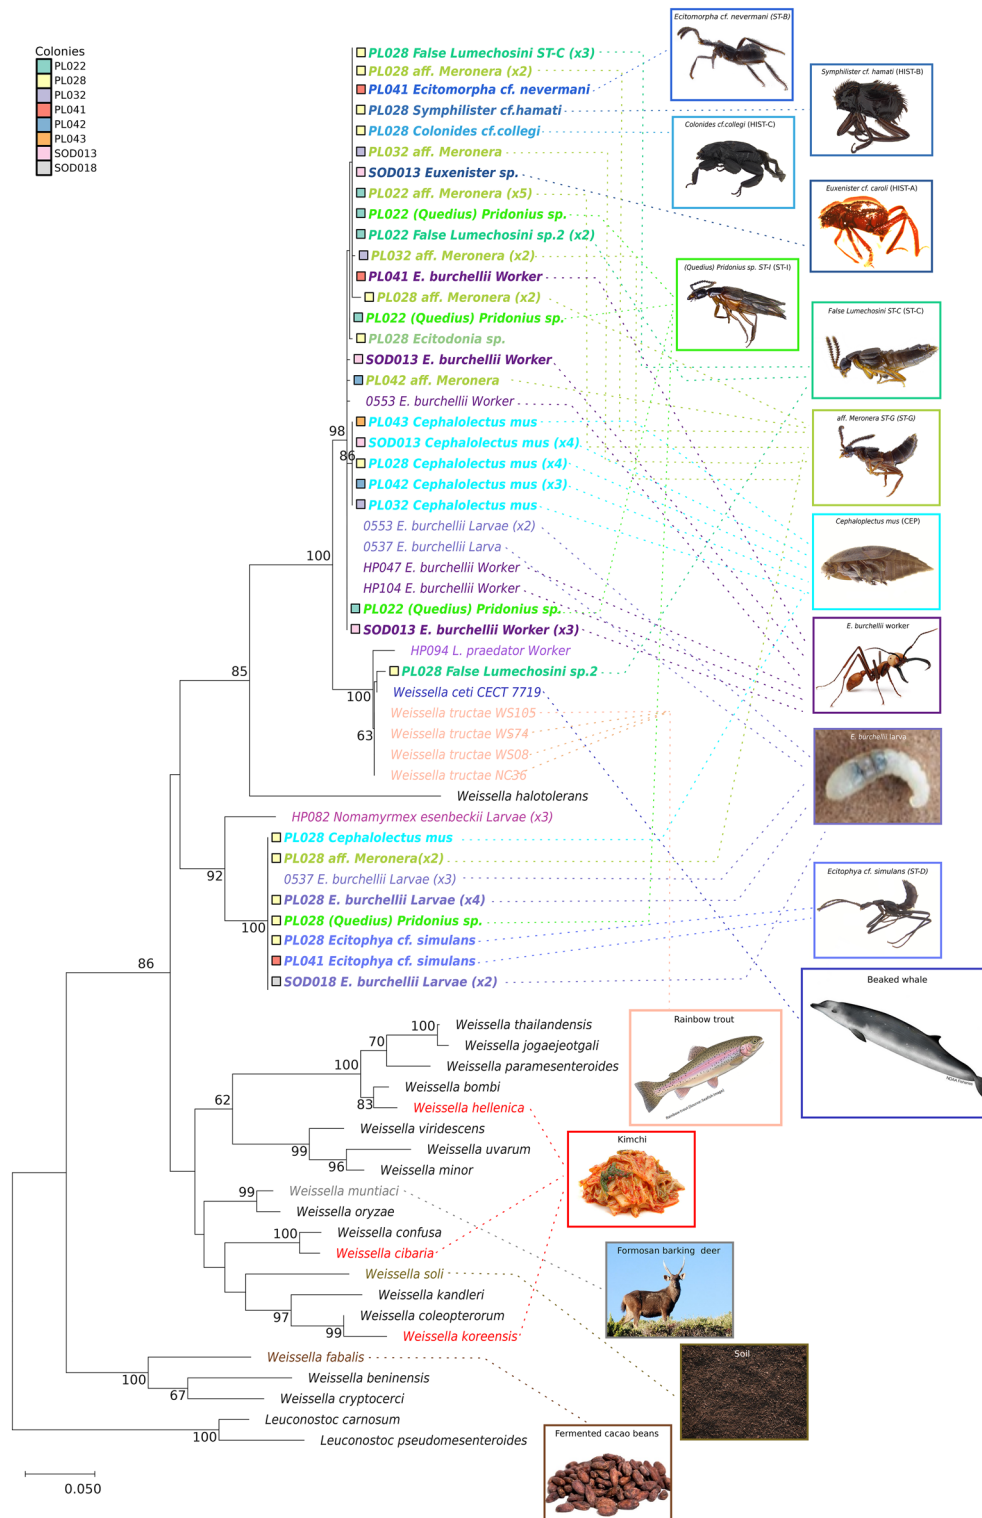 Colonies
PL022
PL028
PL032
PL041
PL042
PL043
SOD013
SOD018
PL028 False Lumechosini ST-C (x3)
PL028 aff. Meronera (x2)
PL041 Ecitomorpha cf. nevermani
PL028 Symphilister cf.hamati
PL028 Colonides cf.collegi
PL032 aff. Meronera
SOD013 Euxenister sp.
PL022 aff. Meronera (x5)
PL022 (Quedius) Pridonius sp.
PL022 False Lumechosini sp.2 (x2)
PL032 aff. Meronera (x2)
PL041 E. burchellii Worker
PL028 aff. Meronera (x2)
PL022 (Quedius) Pridonius sp.
PL028 Ecitodonia sp.
SOD013 E. burchellii Worker
PL042 aff. Meronera
0553 E. burchellii Worker
PL043 Cephalolectus mus
SOD013 Cephalolectus mus (x4)
PL028 Cephalolectus mus (x4)
PL042 Cephalolectus mus (x3)
PL032 Cephalolectus mus
0553 E. burchellii Larvae (x2)
0537 E. burchellii Larva
HP047 E. burchellii Worker
HP104 E. burchellii Worker
PL022 (Quedius) Pridonius sp.
SOD013 E. burchellii Worker (x3)
HP094 L. praedator Worker
PL028 False Lumechosini sp.2
Weissella ceti CECT 7719
Weissella tructae WS105
Weissella tructae WS74
Weissella tructae WS08
Weissella tructae NC36
Weissella halotolerans
HP082 Nomamyrmex esenbeckii Larvae (x3)
PL028 Cephalolectus mus
PL028 aff. Meronera(x2)
0537 E. burchellii Larvae (x3)
PL028 E. burchellii Larvae (x4)
PL028 (Quedius) Pridonius sp.
PL028 Ecitophya cf. simulans
PL041 Ecitophya cf. simulans
SOD018 E. burchellii Larvae (x2)
Weissella thailandensis
Weissella jogaejeotgali
Weissella paramesenteroides
Weissella bombi
Weissella hellenica
Weissella viridescens
Weissella uvarum
Weissella minor
Weissella muntiaci
Weissella oryzae
Weissella confusa
Weissella cibaria
Weissella soli
Weissella kandleri
Weissella coleopterorum
Weissella koreensis
Weissella fabalis
Weissella beninensis
Weissella cryptocerci
Leuconostoc carnosum
Leuconostoc pseudomesenteroides
98
86
100
85
100
63
92
100
86
100
70
100
83
62
99
96
99
100
97
99
100
67
100
0.050
Ecitomorpha cf. nevermani (ST-B)
Symphilister cf. hamati (HIST-B)
Colonides cf.collegi (HIST-C)
Euxenister cf. caroli (HIST-A)
(Quedius) Pridonius sp. ST-I (ST-I)
False Lumechosini ST-C (ST-C)
aff. Meronera ST-G (ST-G)
Cephaloplectus mus (CEP)
E. burchellii worker
E. burchellii larva
Ecitophya cf. simulans (ST-D)
Beaked whale
NOAA Fisheries
Rainbow trout
Kimchi
Formosan barking deer
Soil
Fermented cacao beans